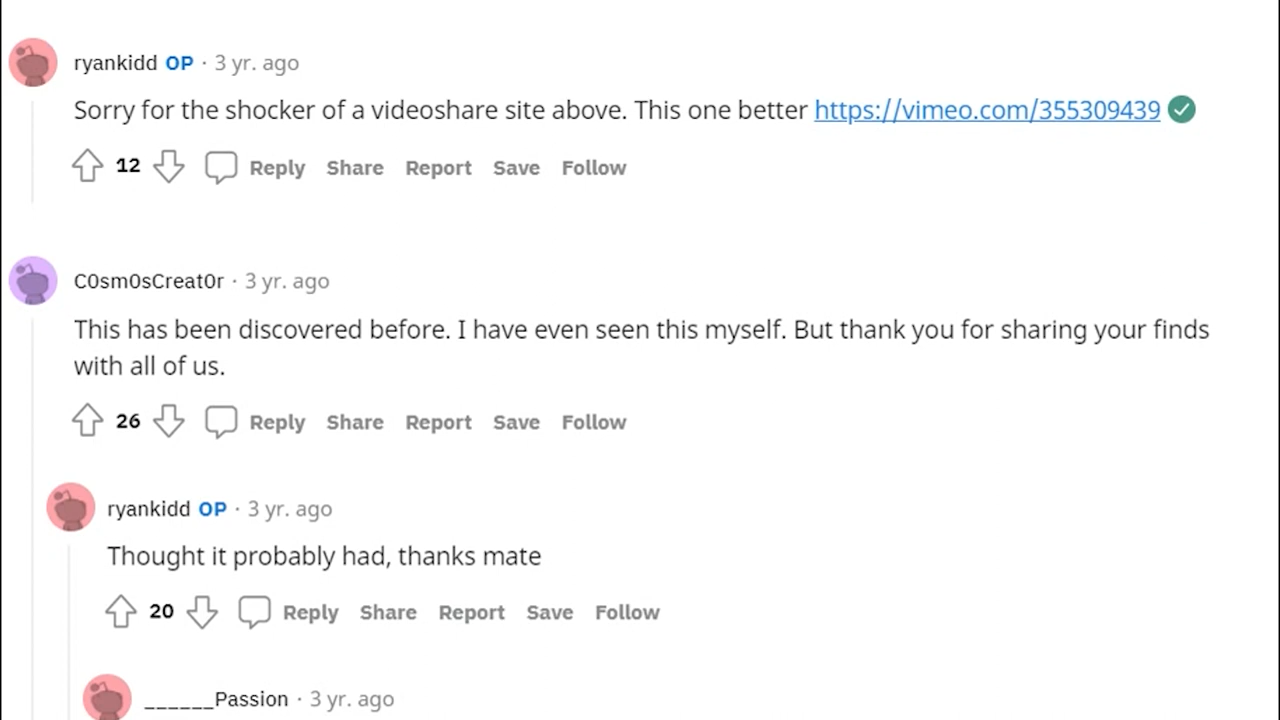 ryankidd OP · 3 yr. ago
Sorry for the shocker of a videoshare site above. This one better https://vimeo.com/355309439
12 Reply Share Report Save Follow
C0sm0sCreat0r · 3 yr. ago
This has been discovered before. I have even seen this myself. But thank you for sharing your finds
with all of us.
26 Reply Share Report Save Follow
ryankidd OP · 3 yr. ago
Thought it probably had, thanks mate
20 Reply Share Report Save Follow
______Passion · 3 yr. ago